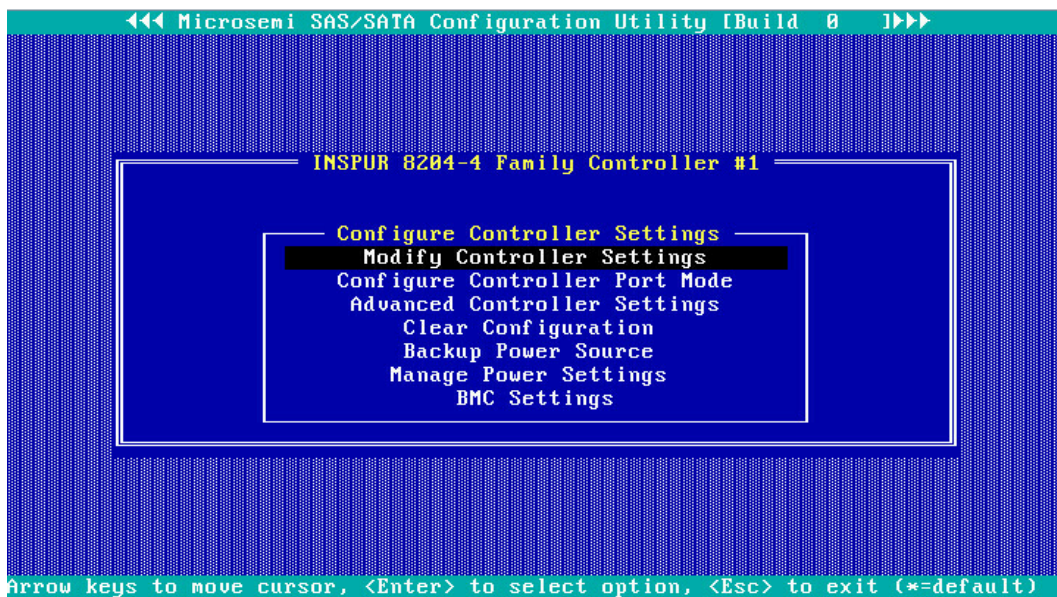 ◄◄◄ Microsemi SAS/SATA Configuration Utility [Build 0 ]►►►
INSPUR 8204-4 Family Controller #1
Configure Controller Settings
Modify Controller Settings
Configure Controller Port Mode
Advanced Controller Settings
Clear Configuration
Backup Power Source
Manage Power Settings
BMC Settings
Arrow keys to move cursor, <Enter> to select option, <Esc> to exit (*=default)